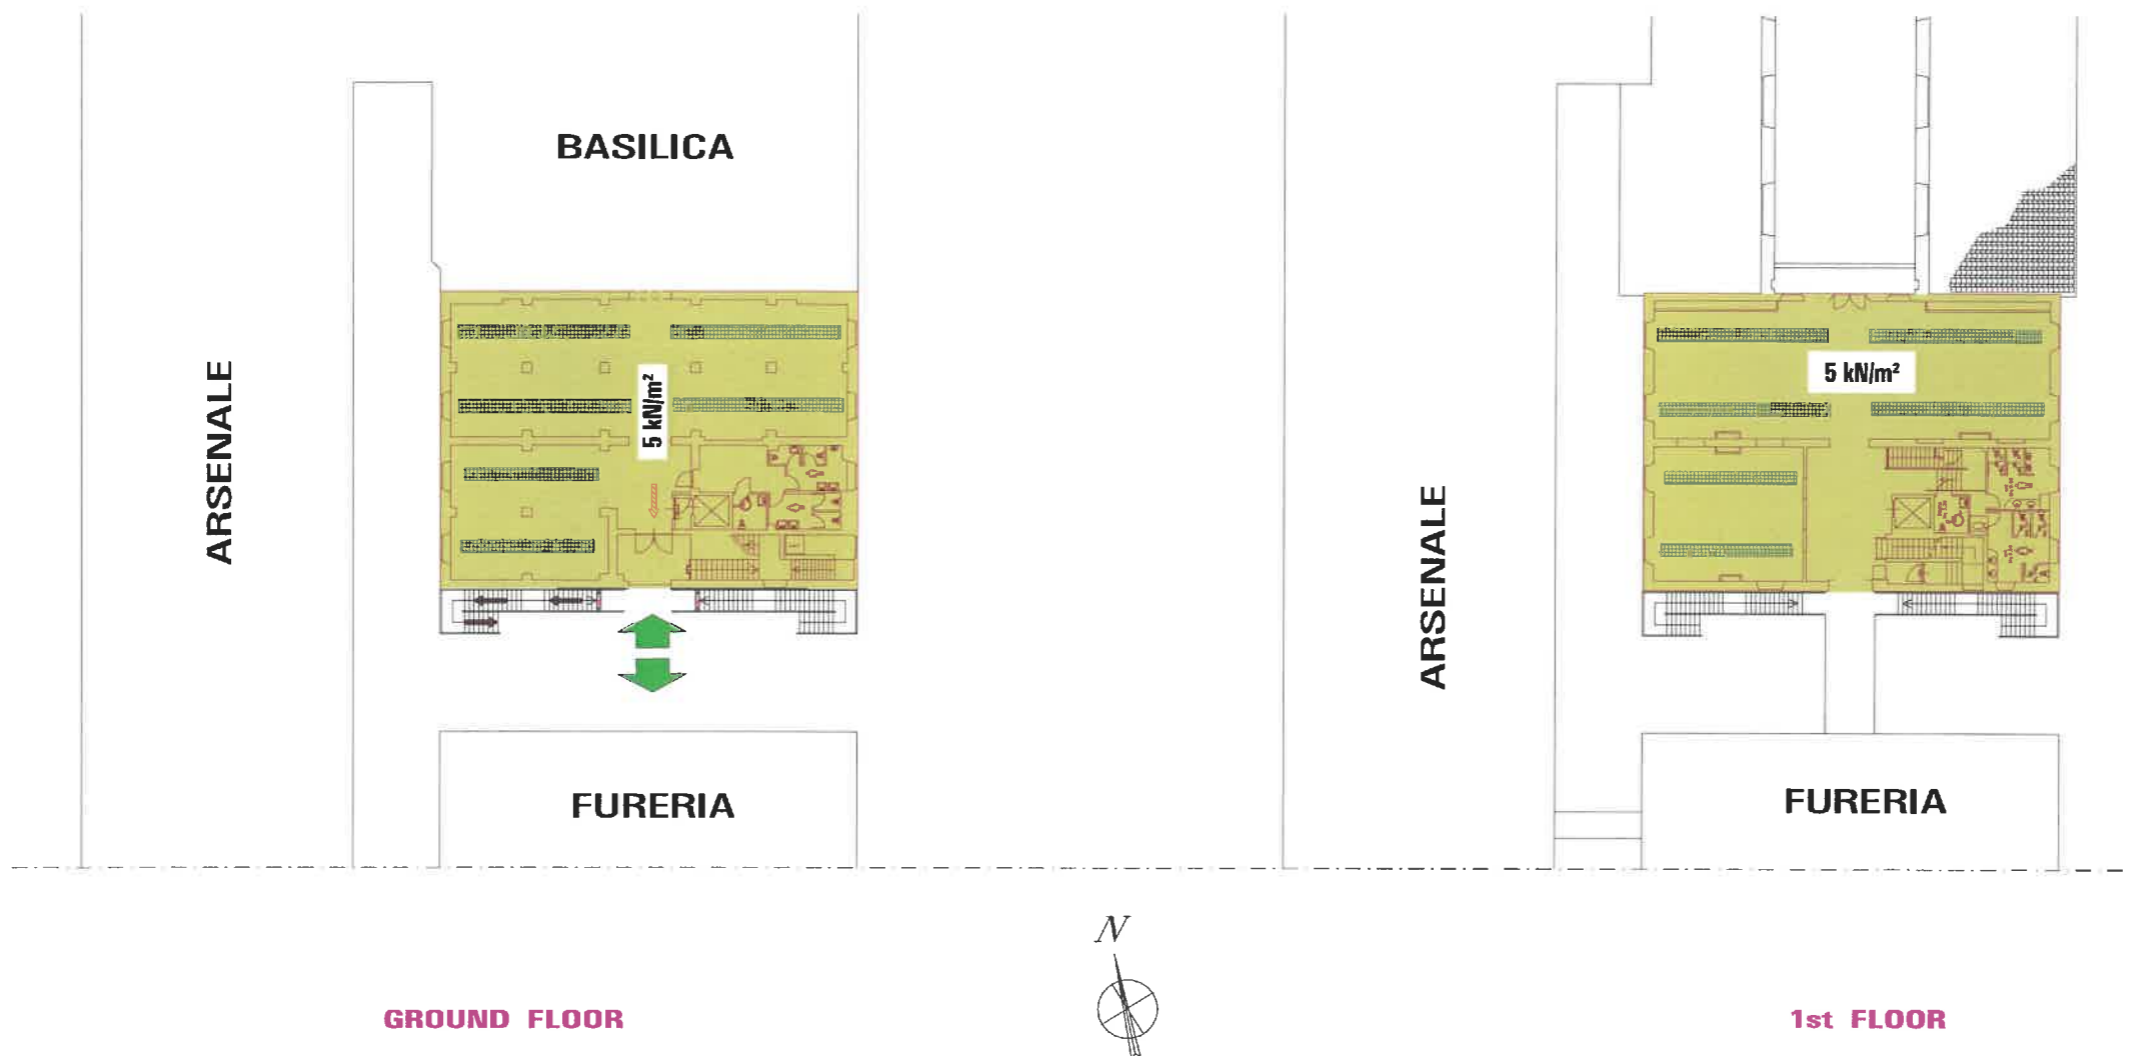 BASILICA
ARSENALE
5 kN/m²
FURERIA
GROUND FLOOR
N
ARSENALE
5 kN/m²
FURERIA
1st FLOOR